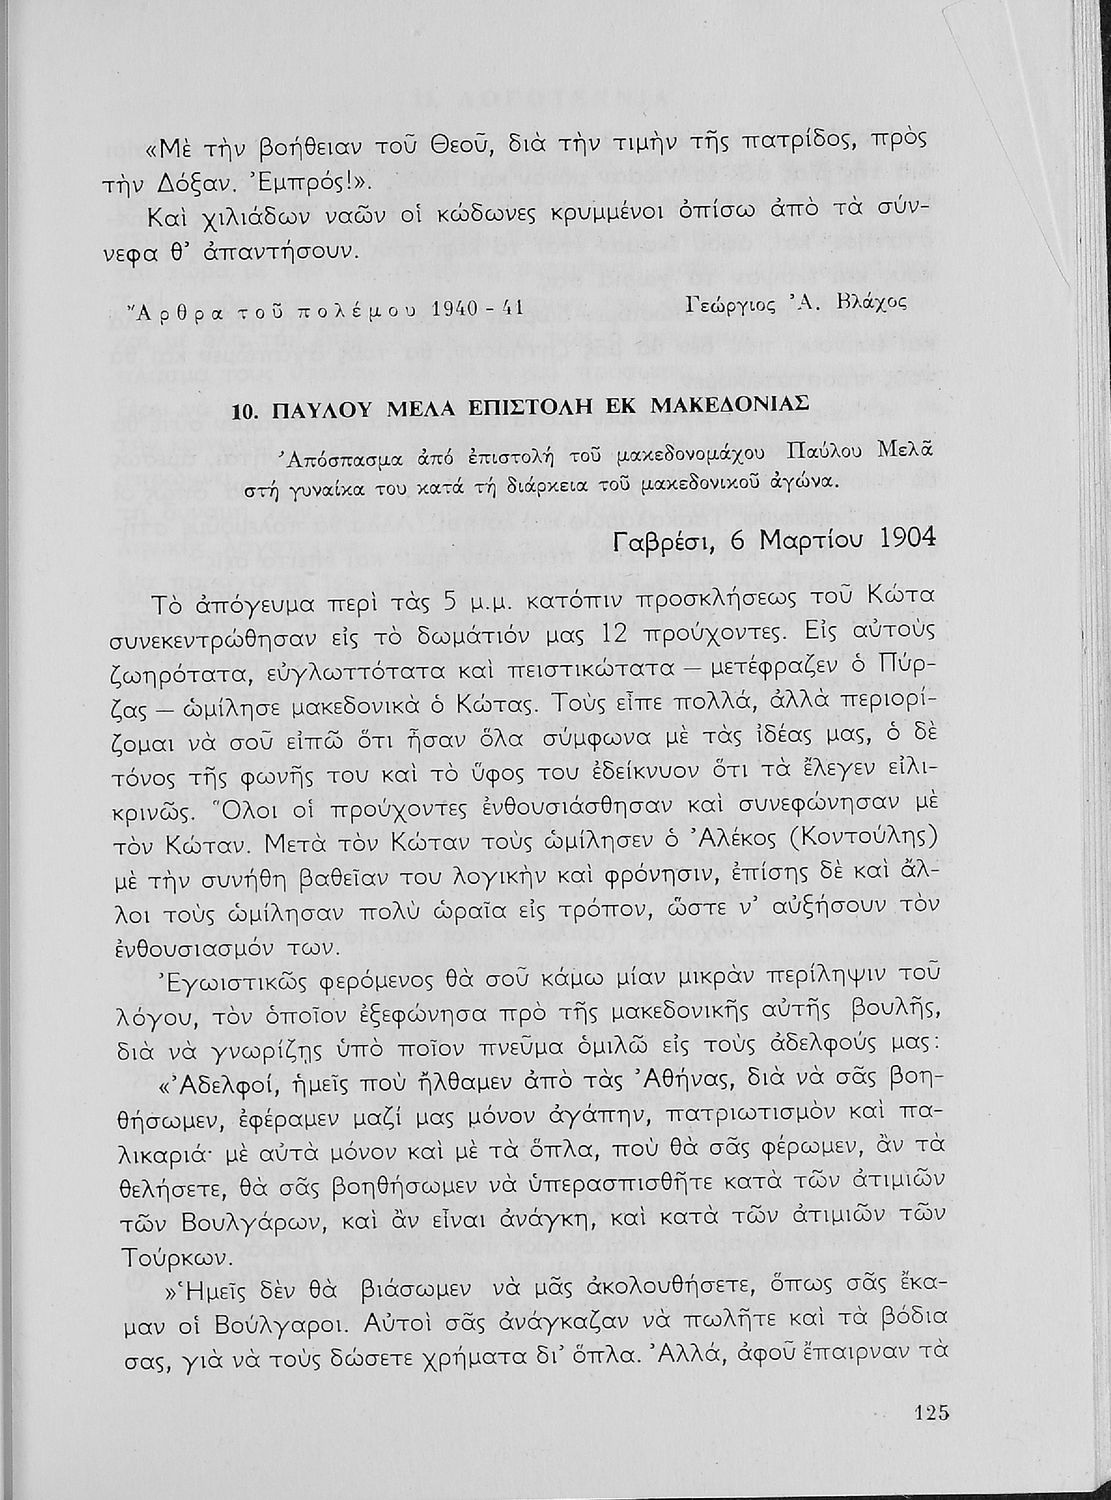 «Μὲ τὴν βοήθειαν τοῦ Θεοῦ, διὰ τὴν τιμὴν τῆς πατρίδος, πρὸς
τὴν Δόξαν. Ἐμπρός!».
Καὶ χιλιάδων ναῶν οἱ κώδωνες κρυμμένοι ὀπίσω ἀπὸ τὰ σύν-
νεφα θ’ ἀπαντήσουν.
Ἄρθρα τοῦ πολέμου 1940 - 41 Γεώργιος Ἀ. Βλάχος
10. ΠΑΥΛΟΥ ΜΕΛΑ ΕΠΙΣΤΟΛΗ ΕΚ ΜΑΚΕΔΟΝΙΑΣ
Ἀπόσπασμα ἀπό ἐπιστολή τοῦ μακεδονομάχου Παύλου Μελᾶ
στή γυναίκα του κατά τή διάρκεια τοῦ μακεδονικοῦ ἀγώνα.
Γαβρέσι, 6 Μαρτίου 1904
Τὸ ἀπόγευμα περὶ τὰς 5 μ.μ. κατόπιν προσκλήσεως τοῦ Κώτα
συνεκεντρώθησαν εἰς τὸ δωμάτιόν μας 12 προύχοντες. Εἰς αὐτοὺς
ζωηρότατα, εὐγλωττότατα καὶ πειστικώτατα — μετέφραζεν ὁ Πύρ-
ζας — ὡμίλησε μακεδονικὰ ὁ Κώτας. Τοὺς εἶπε πολλά, ἀλλὰ περιορί-
ζομαι νὰ σοῦ εἰπῶ ὅτι ἦσαν ὅλα σύμφωνα μὲ τὰς ἰδέας μας, ὁ δὲ
τόνος τῆς φωνῆς του καὶ τὸ ὕφος του ἐδείκνυον ὅτι τὰ ἔλεγεν εἰλι-
κρινῶς. Ὅλοι οἱ προύχοντες ἐνθουσιάσθησαν καὶ συνεφώνησαν μὲ
τὸν Κώταν. Μετὰ τὸν Κώταν τοὺς ὡμίλησεν ὁ Ἀλέκος (Κοντούλης)
μὲ τὴν συνήθη βαθεῖαν του λογικὴν καὶ φρόνησιν, ἐπίσης δὲ καὶ ἄλ-
λοι τοὺς ὡμίλησαν πολὺ ὡραῖα εἰς τρόπον, ὥστε ν’ αὐξήσουν τὸν
ἐνθουσιασμόν των.
Ἐγωιστικῶς φερόμενος θὰ σοῦ κάμω μίαν μικρὰν περίληψιν τοῦ
λόγου, τὸν ὁποῖον ἐξεφώνησα πρὸ τῆς μακεδονικῆς αὐτῆς βουλῆς,
διὰ νὰ γνωρίζῃς ὑπὸ ποῖον πνεῦμα ὁμιλῶ εἰς τοὺς ἀδελφούς μας:
«Ἀδελφοί, ἡμεῖς ποὺ ἤλθαμεν ἀπὸ τὰς Ἀθήνας, διὰ νὰ σᾶς βοη-
θήσωμεν, ἐφέραμεν μαζί μας μόνον ἀγάπην, πατριωτισμὸν καὶ πα-
λικαριά· μὲ αὐτὰ μόνον καὶ μὲ τὰ ὅπλα, ποὺ θὰ σᾶς φέρωμεν, ἂν τὰ
θελήσετε, θὰ σᾶς βοηθήσωμεν νὰ ὑπερασπισθῆτε κατὰ τῶν ἀτιμιῶν
τῶν Βουλγάρων, καὶ ἂν εἶναι ἀνάγκη, καὶ κατὰ τῶν ἀτιμιῶν τῶν
Τούρκων.
»Ἡμεῖς δὲν θὰ βιάσωμεν νὰ μᾶς ἀκολουθήσετε, ὅπως σᾶς ἔκα-
μαν οἱ Βούλγαροι. Αὐτοὶ σᾶς ἀνάγκαζαν νὰ πωλῆτε καὶ τὰ βόδια
σας, γιὰ νὰ τοὺς δώσετε χρήματα δι’ ὅπλα. Ἀλλά, ἀφοῦ ἔπαιρναν τὰ
125